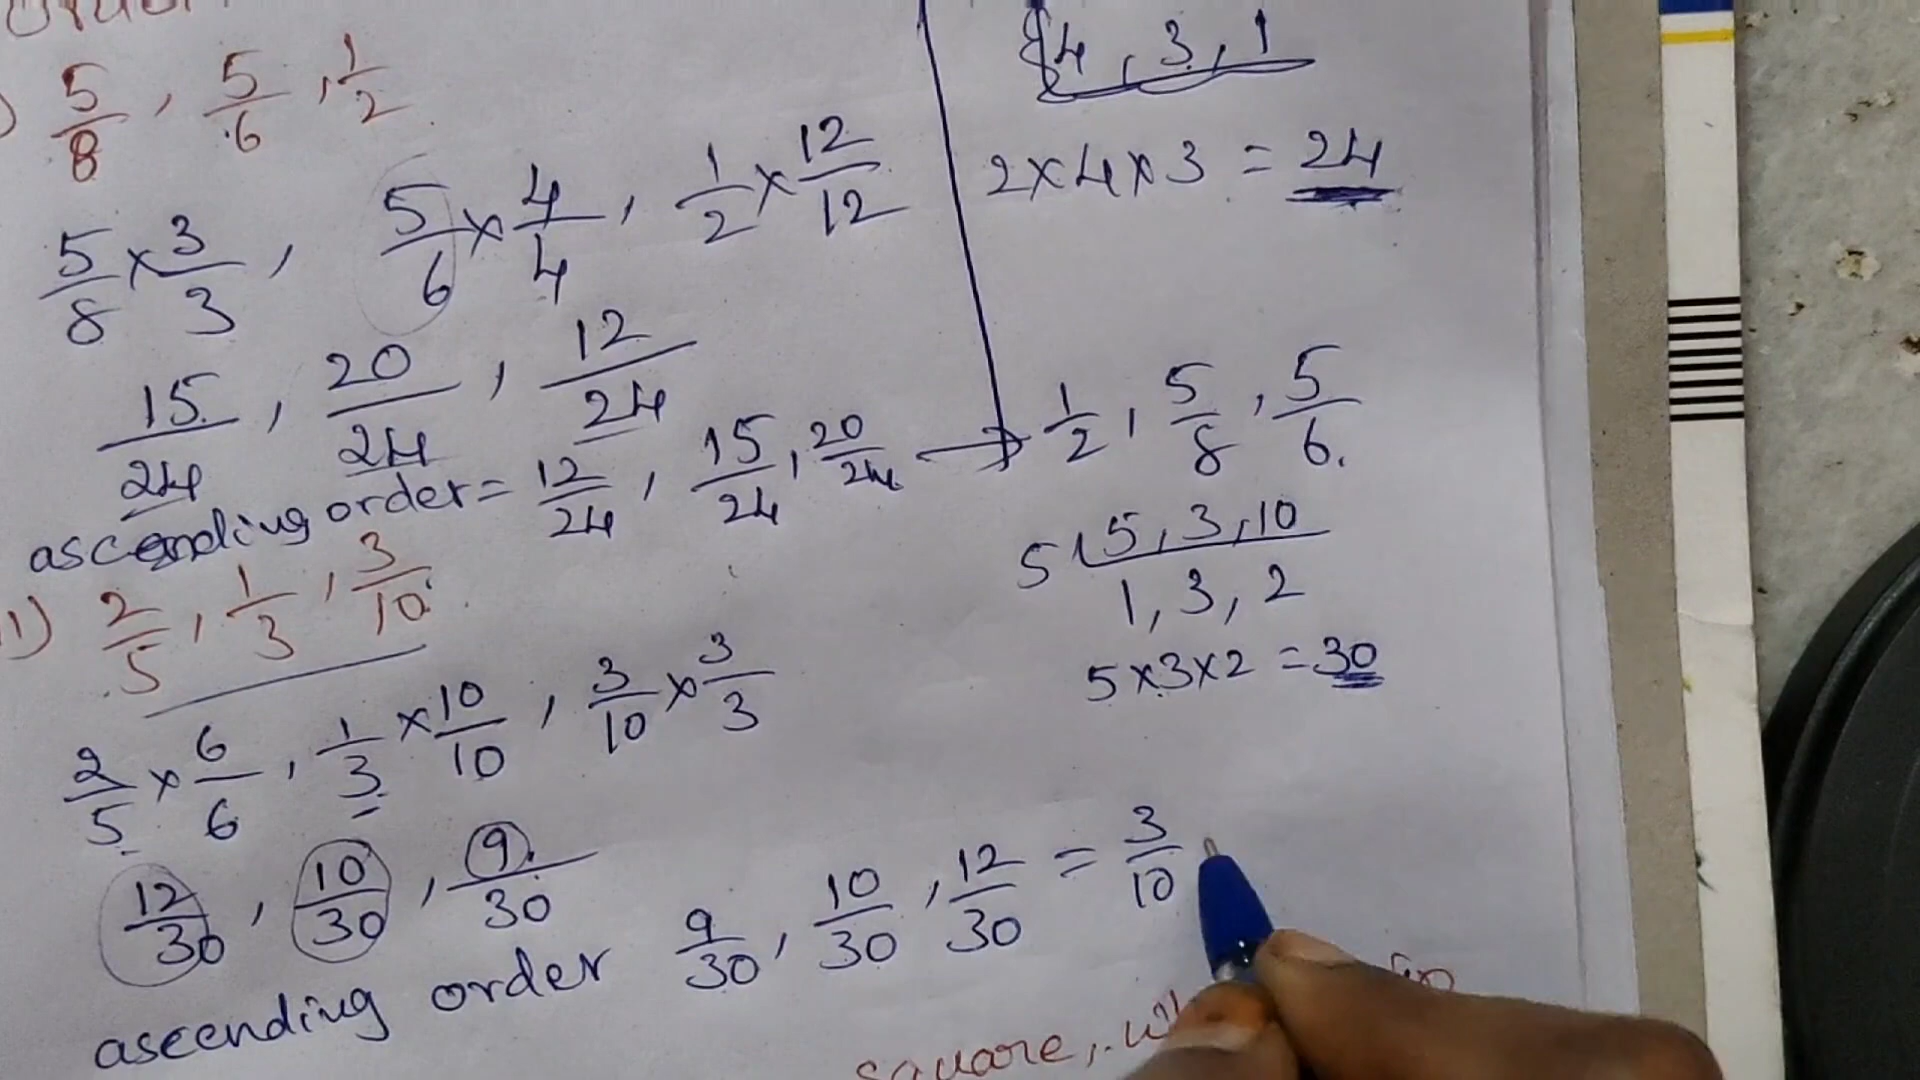 5/8, 5/6, 1/2
4, 3, 1
5/8 × 3/3, 5/6 × 4/4, 1/2 × 12/12
2×4×3 = 24
15/24, 20/24, 12/24
ascending order = 12/24, 15/24, 20/24 → 1/2, 5/8, 5/6.
2/5, 1/3, 3/10
5 5, 3, 10
1, 3, 2
5×3×2 = 30
2/5 × 6/6, 1/3 × 10/10, 3/10 × 3/3
12/30, 10/30, 9/30
ascending order 9/30, 10/30, 12/30 = 3/10
square,